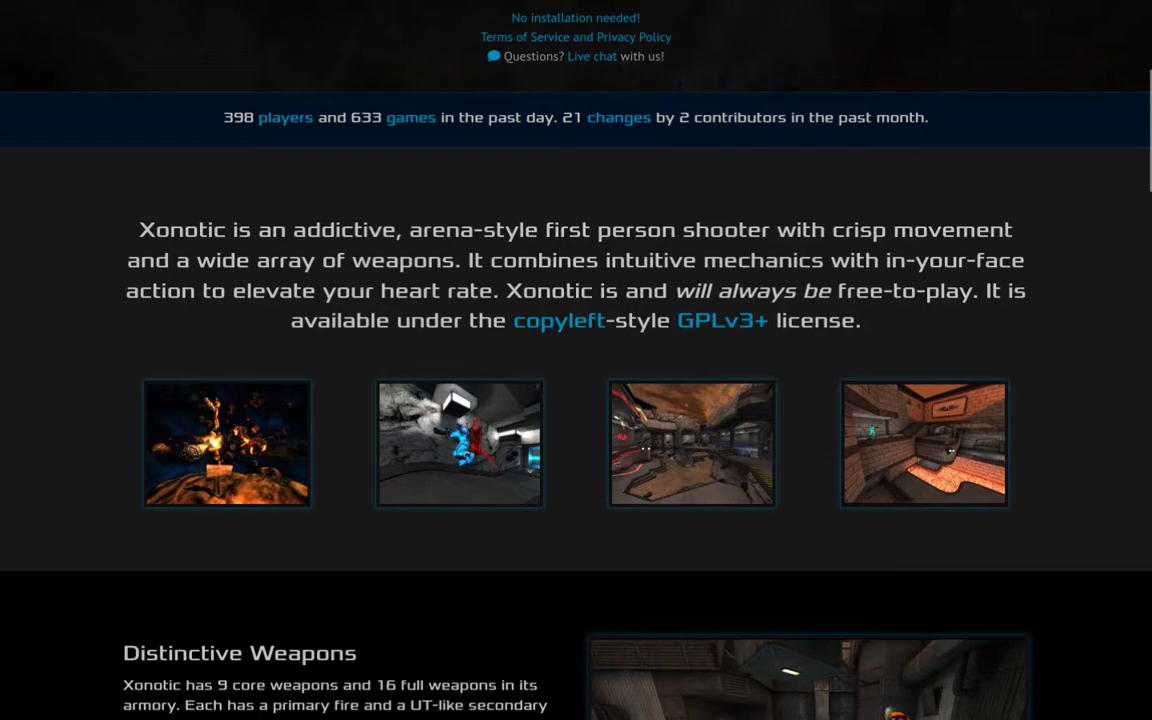 No installation needed!
Terms of Service and Privacy Policy
Questions? Live chat with us!
398 players and 633 games in the past day. 21 changes by 2 contributors in the past month.
Xonotic is an addictive, arena-style first person shooter with crisp movement
and a wide array of weapons. It combines intuitive mechanics with in-your-face
action to elevate your heart rate. Xonotic is and will always be free-to-play. It is
available under the copyleft-style GPLv3+ license.
Distinctive Weapons
Xonotic has 9 core weapons and 16 full weapons in its
armory. Each has a primary fire and a UT-like secondary